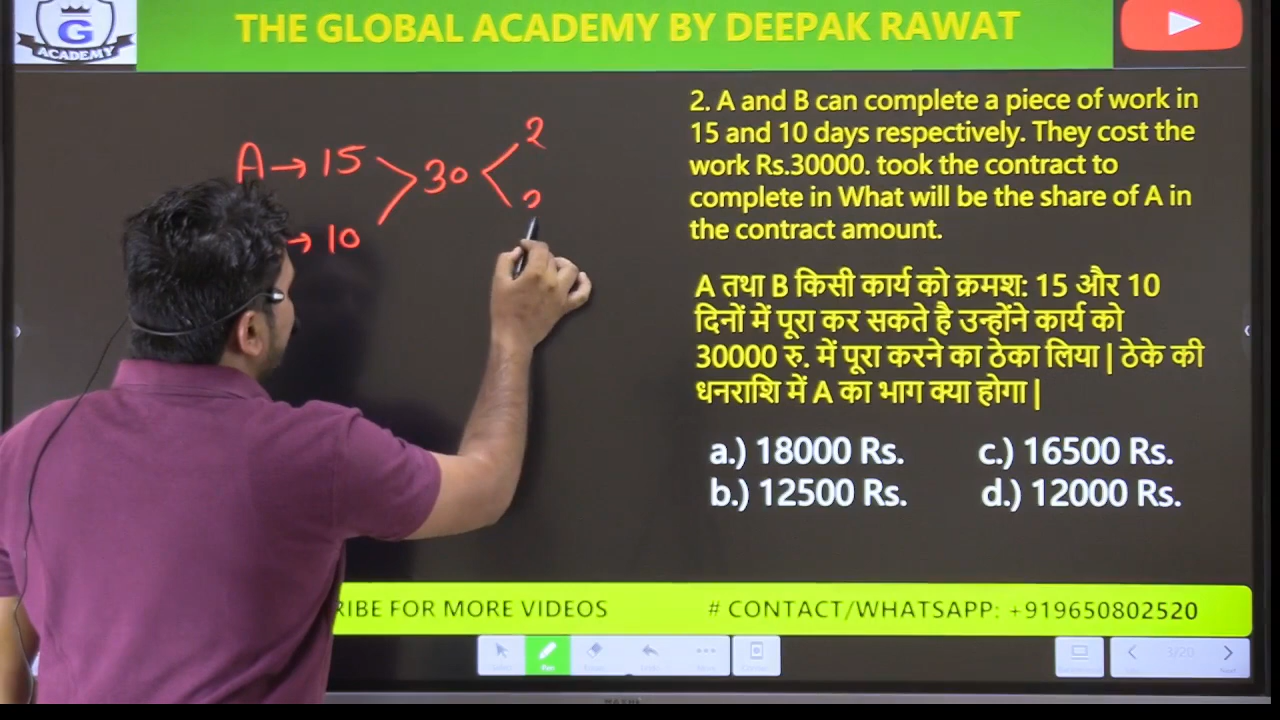 THE GLOBAL ACADEMY BY DEEPAK RAWAT
G
ACADEMY
A → 15
→ 10
30
2
2. A and B can complete a piece of work in
15 and 10 days respectively. They cost the
work Rs.30000. took the contract to
complete in What will be the share of A in
the contract amount.
A तथा B किसी कार्य को क्रमश: 15 और 10
दिनों में पूरा कर सकते है उन्होंने कार्य को
30000 रु. में पूरा करने का ठेका लिया | ठेके की
धनराशि में A का भाग क्या होगा |
a.) 18000 Rs. c.) 16500 Rs.
b.) 12500 Rs. d.) 12000 Rs.
RIBE FOR MORE VIDEOS # CONTACT/WHATSAPP: +919650802520
3/20